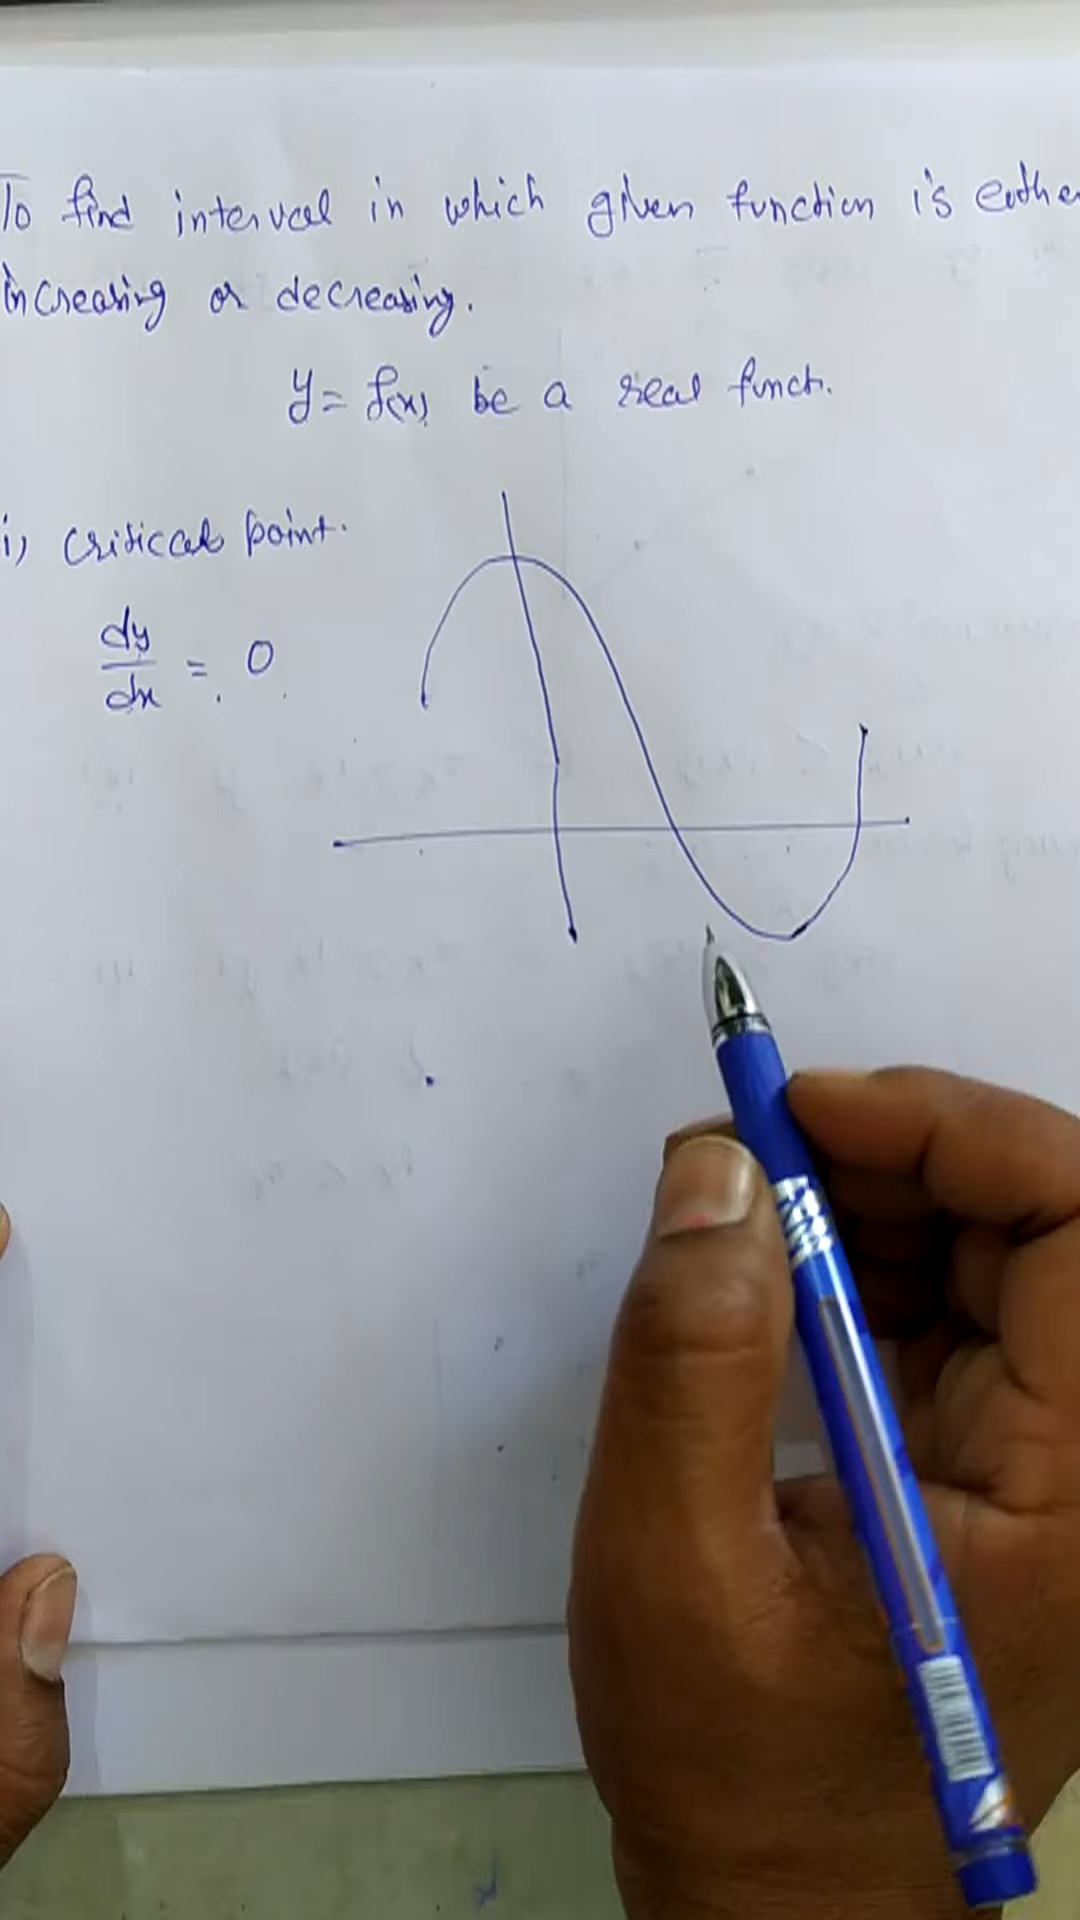 To find interval in which given function is eithe
increasing or decreasing.
y = f(x) be a real funct.
i) critical point.
dy/dx = 0